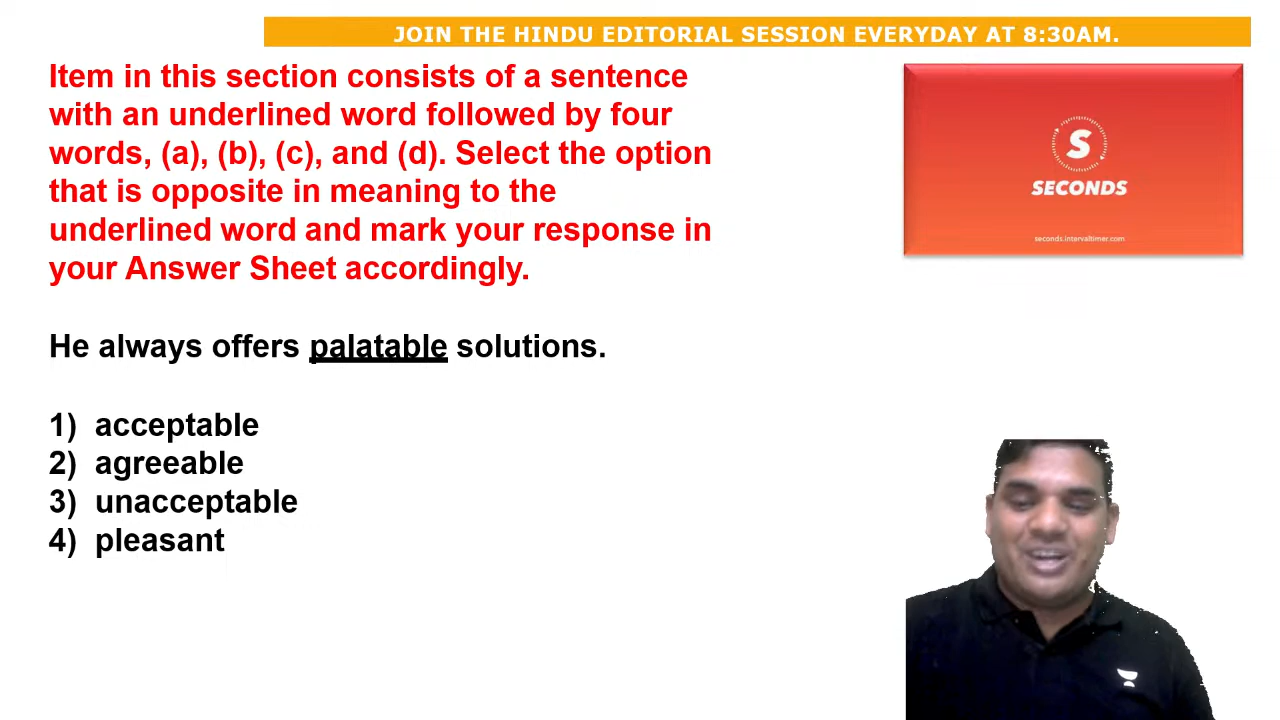 JOIN THE HINDU EDITORIAL SESSION EVERYDAY AT 8:30AM.
Item in this section consists of a sentence
with an underlined word followed by four
words, (a), (b), (c), and (d). Select the option
that is opposite in meaning to the
underlined word and mark your response in
your Answer Sheet accordingly.
He always offers palatable solutions.
1) acceptable
2) agreeable
3) unacceptable
4) pleasant
S
SECONDS
seconds.intervaltimer.com